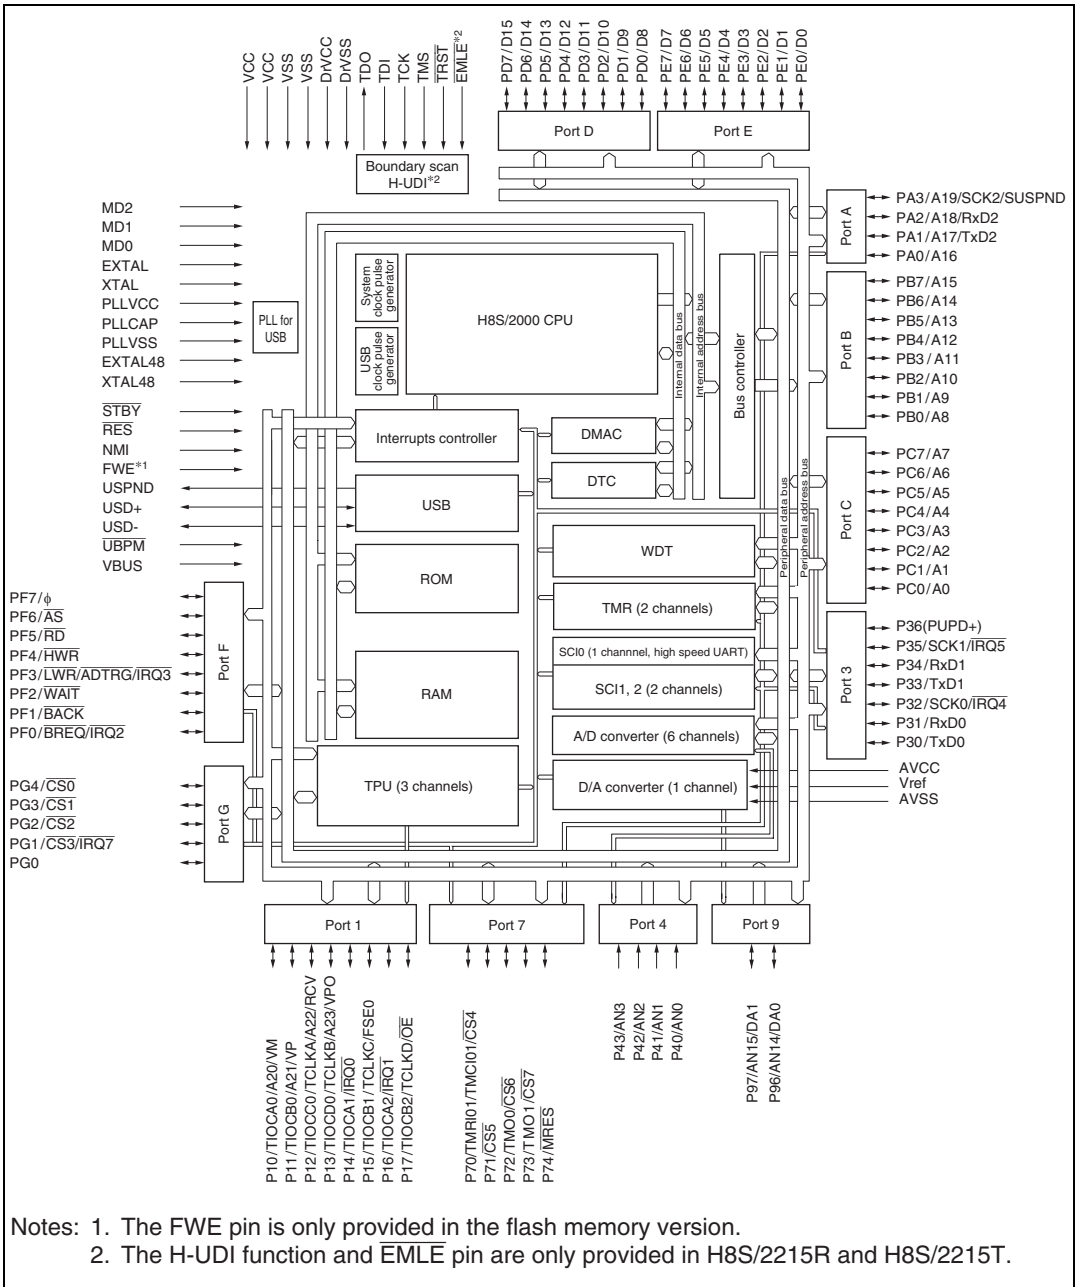 VCC
VCC
VSS
VSS
DrVCC
DrVSS
TDO
TDI
TCK
TMS
TRST
EMLE*2
PD7/D15
PD6/D14
PD5/D13
PD4/D12
PD3/D11
PD2/D10
PD1/D9
PD0/D8
PE7/D7
PE6/D6
PE5/D5
PE4/D4
PE3/D3
PE2/D2
PE1/D1
PE0/D0
Port D
Port E
Boundary scan
H-UDI*2
MD2
MD1
MD0
EXTAL
XTAL
PLLVCC
PLLCAP
PLLVSS
EXTAL48
XTAL48
STBY
RES
NMI
FWE*1
USPND
USD+
USD-
UBPM
VBUS
PLL for
USB
System
clock pulse
generator
USB
clock pulse
generator
H8S/2000 CPU
Internal data bus
Internal address bus
Bus controller
Interrupts controller
DMAC
DTC
USB
ROM
RAM
TPU (3 channels)
WDT
TMR (2 channels)
SCI0 (1 channnel, high speed UART)
SCI1, 2 (2 channels)
A/D converter (6 channels)
D/A converter (1 channel)
Peripheral data bus
Peripheral address bus
Port A
PA3/A19/SCK2/SUSPND
PA2/A18/RxD2
PA1/A17/TxD2
PA0/A16
Port B
PB7/A15
PB6/A14
PB5/A13
PB4/A12
PB3/A11
PB2/A10
PB1/A9
PB0/A8
Port C
PC7/A7
PC6/A6
PC5/A5
PC4/A4
PC3/A3
PC2/A2
PC1/A1
PC0/A0
Port 3
P36(PUPD+)
P35/SCK1/IRQ5
P34/RxD1
P33/TxD1
P32/SCK0/IRQ4
P31/RxD0
P30/TxD0
AVCC
Vref
AVSS
PF7/ϕ
PF6/AS
PF5/RD
PF4/HWR
PF3/LWR/ADTRG/IRQ3
PF2/WAIT
PF1/BACK
PF0/BREQ/IRQ2
Port F
PG4/CS0
PG3/CS1
PG2/CS2
PG1/CS3/IRQ7
PG0
Port G
Port 1
Port 7
Port 4
Port 9
P10/TIOCA0/A20/VM
P11/TIOCB0/A21/VP
P12/TIOCC0/TCLKA/A22/RCV
P13/TIOCD0/TCLKB/A23/VPO
P14/TIOCA1/IRQ0
P15/TIOCB1/TCLKC/FSE0
P16/TIOCA2/IRQ1
P17/TIOCB2/TCLKD/OE
P70/TMRI01/TMCI01/CS4
P71/CS5
P72/TMO0/CS6
P73/TMO1/CS7
P74/MRES
P43/AN3
P42/AN2
P41/AN1
P40/AN0
P97/AN15/DA1
P96/AN14/DA0
Notes: 1. The FWE pin is only provided in the flash memory version.
2. The H-UDI function and EMLE pin are only provided in H8S/2215R and H8S/2215T.